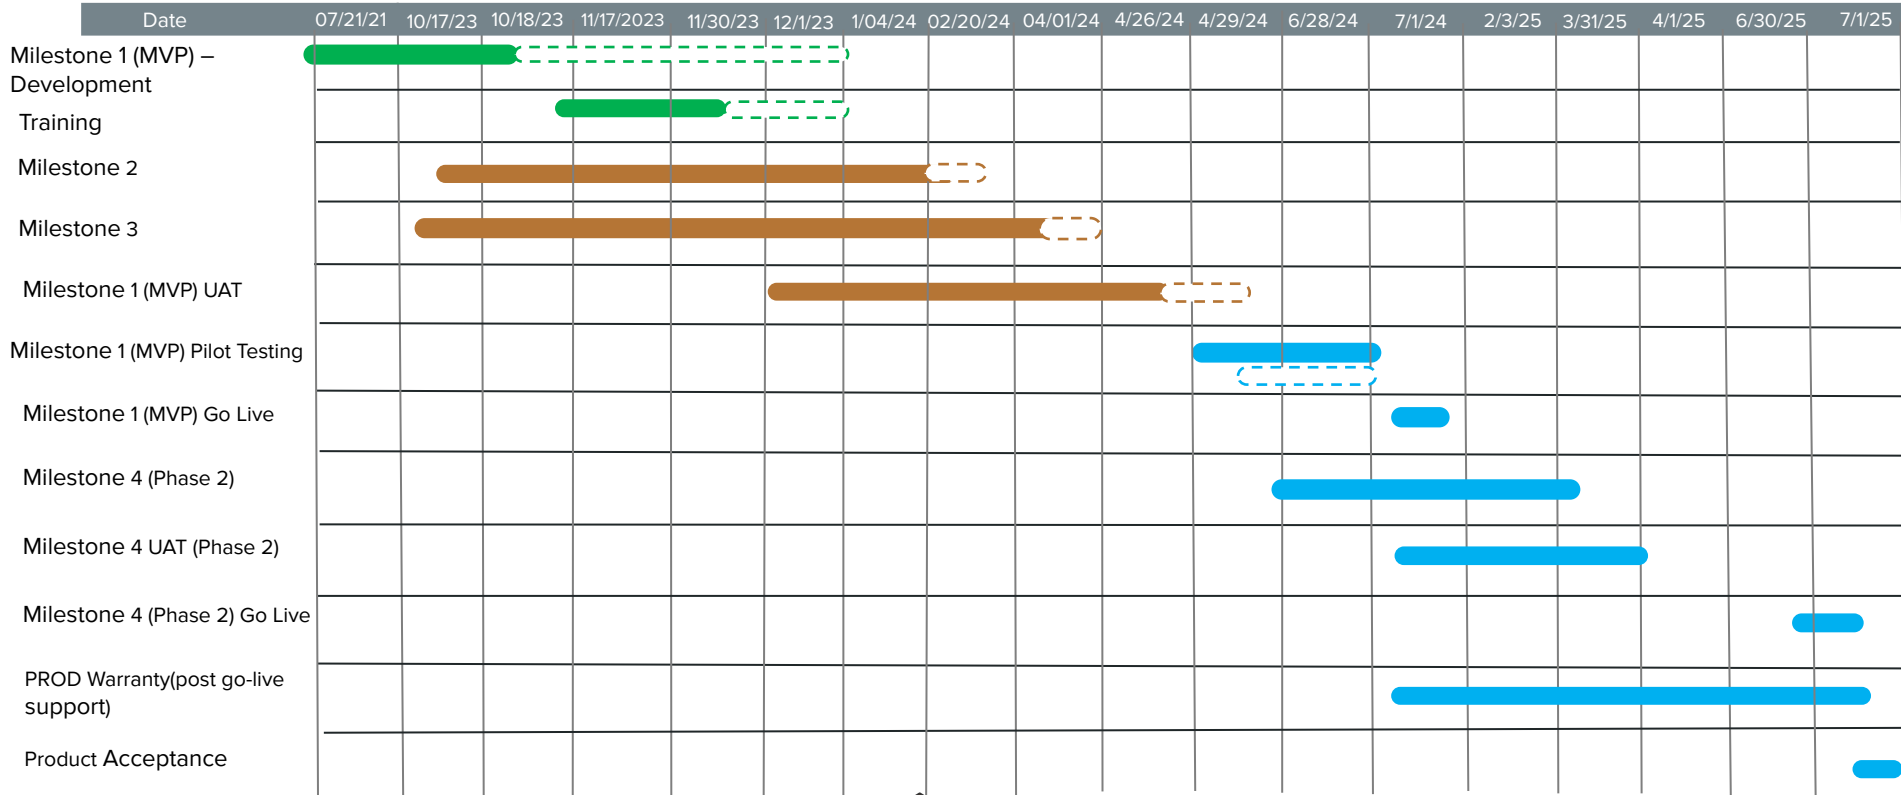 Date 07/21/21 10/17/23 10/18/23 11/17/2023 11/30/23 12/1/23 1/04/24 02/20/24 04/01/24 4/26/24 4/29/24 6/28/24 7/1/24 2/3/25 3/31/25 4/1/25 6/30/25 7/1/25
Milestone 1 (MVP) –
Development
Training
Milestone 2
Milestone 3
Milestone 1 (MVP) UAT
Milestone 1 (MVP) Pilot Testing
Milestone 1 (MVP) Go Live
Milestone 4 (Phase 2)
Milestone 4 UAT (Phase 2)
Milestone 4 (Phase 2) Go Live
PROD Warranty(post go-live
support)
Product Acceptance